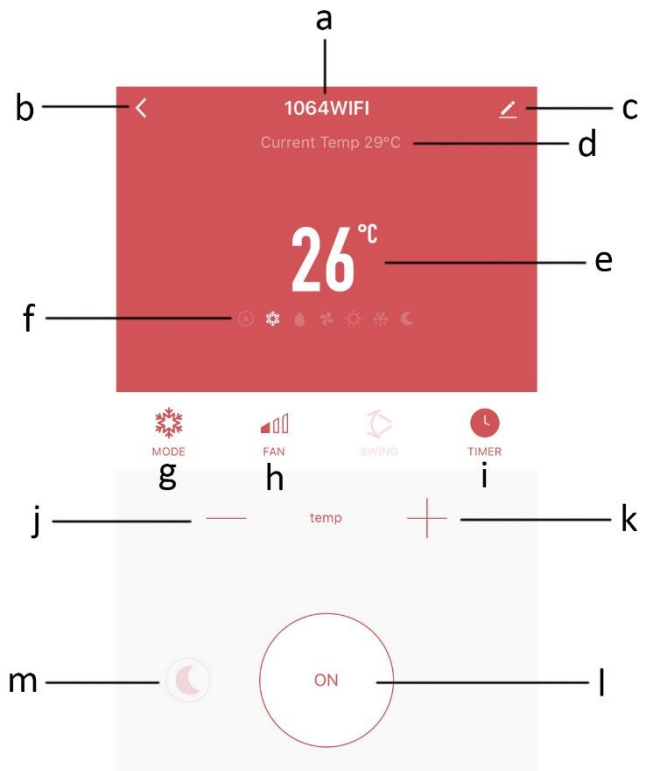 a
b 1064WIFI c
Current Temp 29°C d
26°C e
f A
MODE FAN SWING TIMER
g h i
j temp k
m ON l